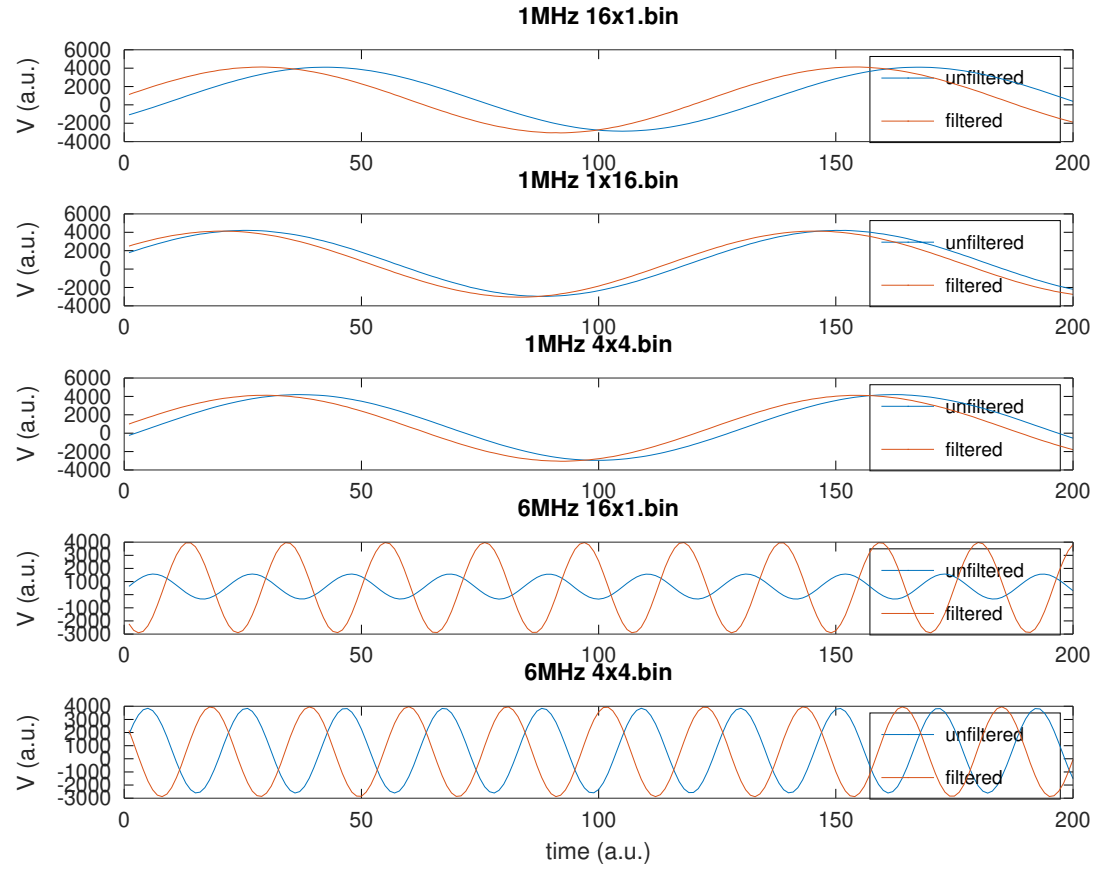 1MHz 16x1.bin
V (a.u.)
6000
4000
2000
0
-2000
-4000
unfiltered
filtered
0 50 100 150 200
1MHz 1x16.bin
V (a.u.)
6000
4000
2000
0
-2000
-4000
unfiltered
filtered
0 50 100 150 200
1MHz 4x4.bin
V (a.u.)
6000
4000
2000
0
-2000
-4000
unfiltered
filtered
0 50 100 150 200
6MHz 16x1.bin
V (a.u.)
4000
3000
2000
1000
0
-1000
-2000
-3000
unfiltered
filtered
0 50 100 150 200
6MHz 4x4.bin
V (a.u.)
4000
3000
2000
1000
0
-1000
-2000
-3000
unfiltered
filtered
0 50 100 150 200
time (a.u.)